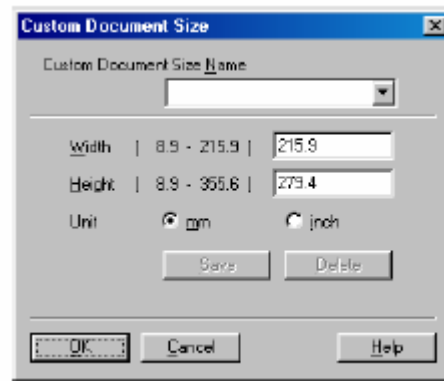 Custom Document Size
Custom Document Size Name
Width [ 8.9 - 215.9 ] 215.9
Height [ 8.9 - 355.6 ] 279.4
Unit mm inch
Save Delete
OK Cancel Help